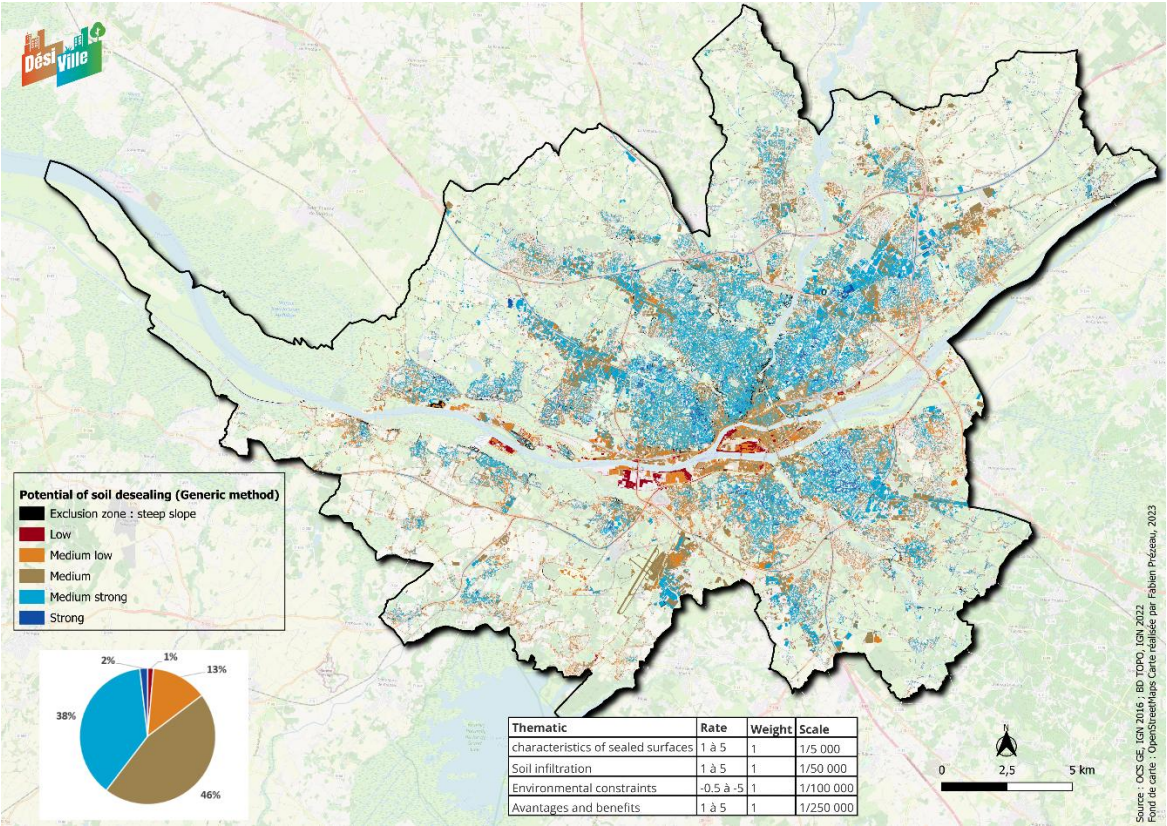 Dési Ville
Potential of soil desealing (Generic method)
Exclusion zone : steep slope
Low
Medium low
Medium
Medium strong
Strong
2%
1%
13%
38%
46%
Thematic Rate Weight Scale
characteristics of sealed surfaces 1 à 5 1 1/5 000
Soil infiltration 1 à 5 1 1/50 000
Environmental constraints -0.5 à -5 1 1/100 000
Avantages and benefits 1 à 5 1 1/250 000
N
0 2,5 5 km
Source : OCS GE, IGN 2016 ; BD TOPO, IGN 2022
Fond de carte : OpenStreetMaps Carte réalisée par Fabien Prézeau, 2023